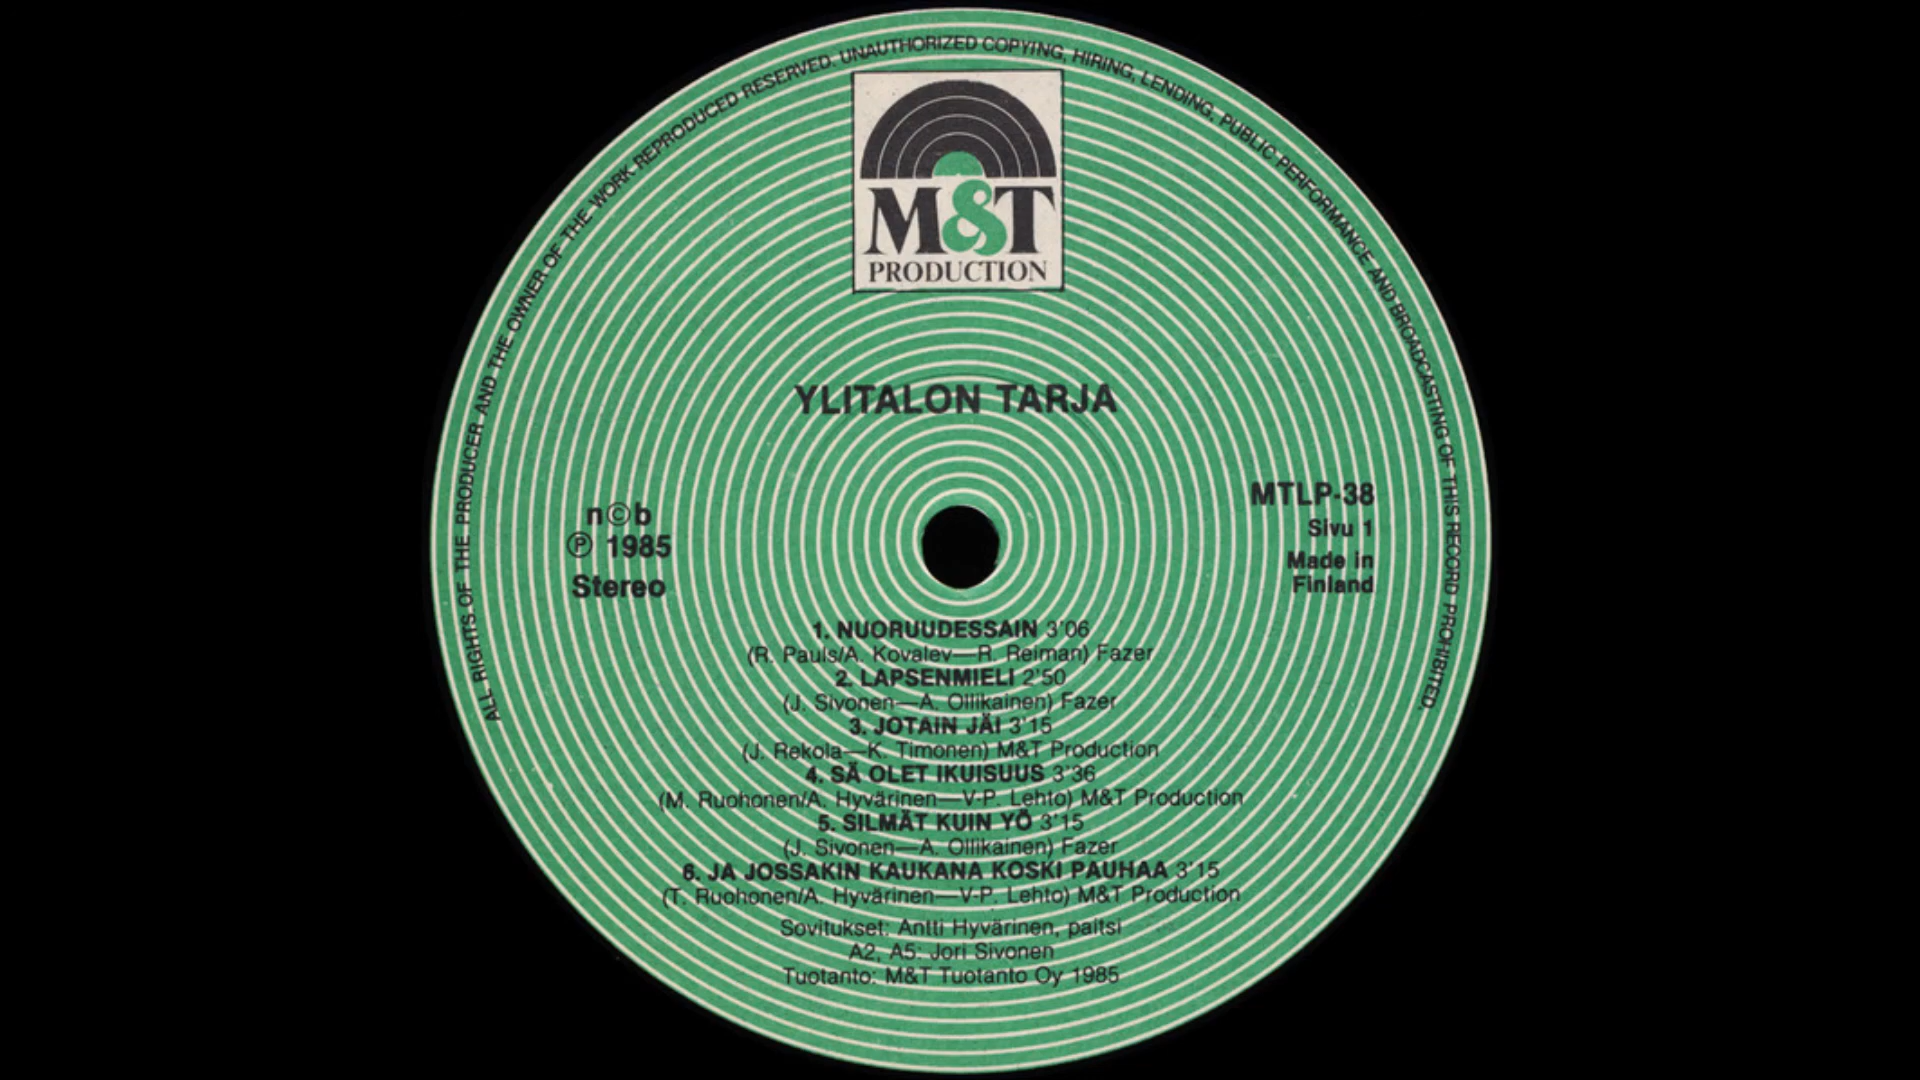 ALL RIGHTS OF THE PRODUCER AND THE OWNER OF THE WORK REPRODUCED RESERVED. UNAUTHORIZED COPYING, HIRING, LENDING, PUBLIC PERFORMANCE AND BROADCASTING OF THIS RECORD PROHIBITED.
M&T
PRODUCTION
YLITALON TARJA
n©b
℗ 1985
Stereo
MTLP-38
Sivu 1
Made in
Finland
1. NUORUUDESSAIN 3'06
(R. Pauls/A. Kovalev—R. Reiman) Fazer
2. LAPSENMIELI 2'50
(J. Sivonen—A. Ollikainen) Fazer
3. JOTAIN JÄI 3'15
(J. Rekola—K. Timonen) M&T Production
4. SÄ OLET IKUISUUS 3'36
(M. Ruohonen/A. Hyvärinen—V-P. Lehto) M&T Production
5. SILMÄT KUIN YÖ 3'15
(J. Sivonen—A. Ollikainen) Fazer
6. JA JOSSAKIN KAUKANA KOSKI PAUHAA 3'15
(T. Ruohonen/A. Hyvärinen—V-P. Lehto) M&T Production
Sovitukset: Antti Hyvärinen, paitsi
A2, A5: Jori Sivonen
Tuotanto: M&T Tuotanto Oy 1985